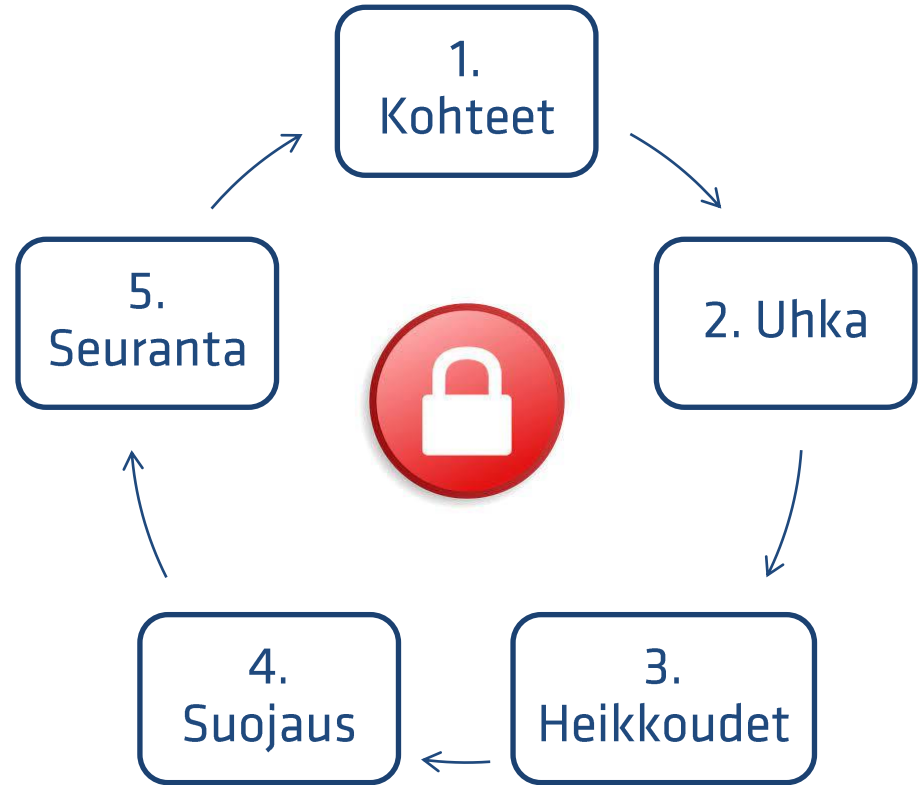 1.
Kohteet
2. Uhka
3.
Heikkoudet
4.
Suojaus
5.
Seuranta